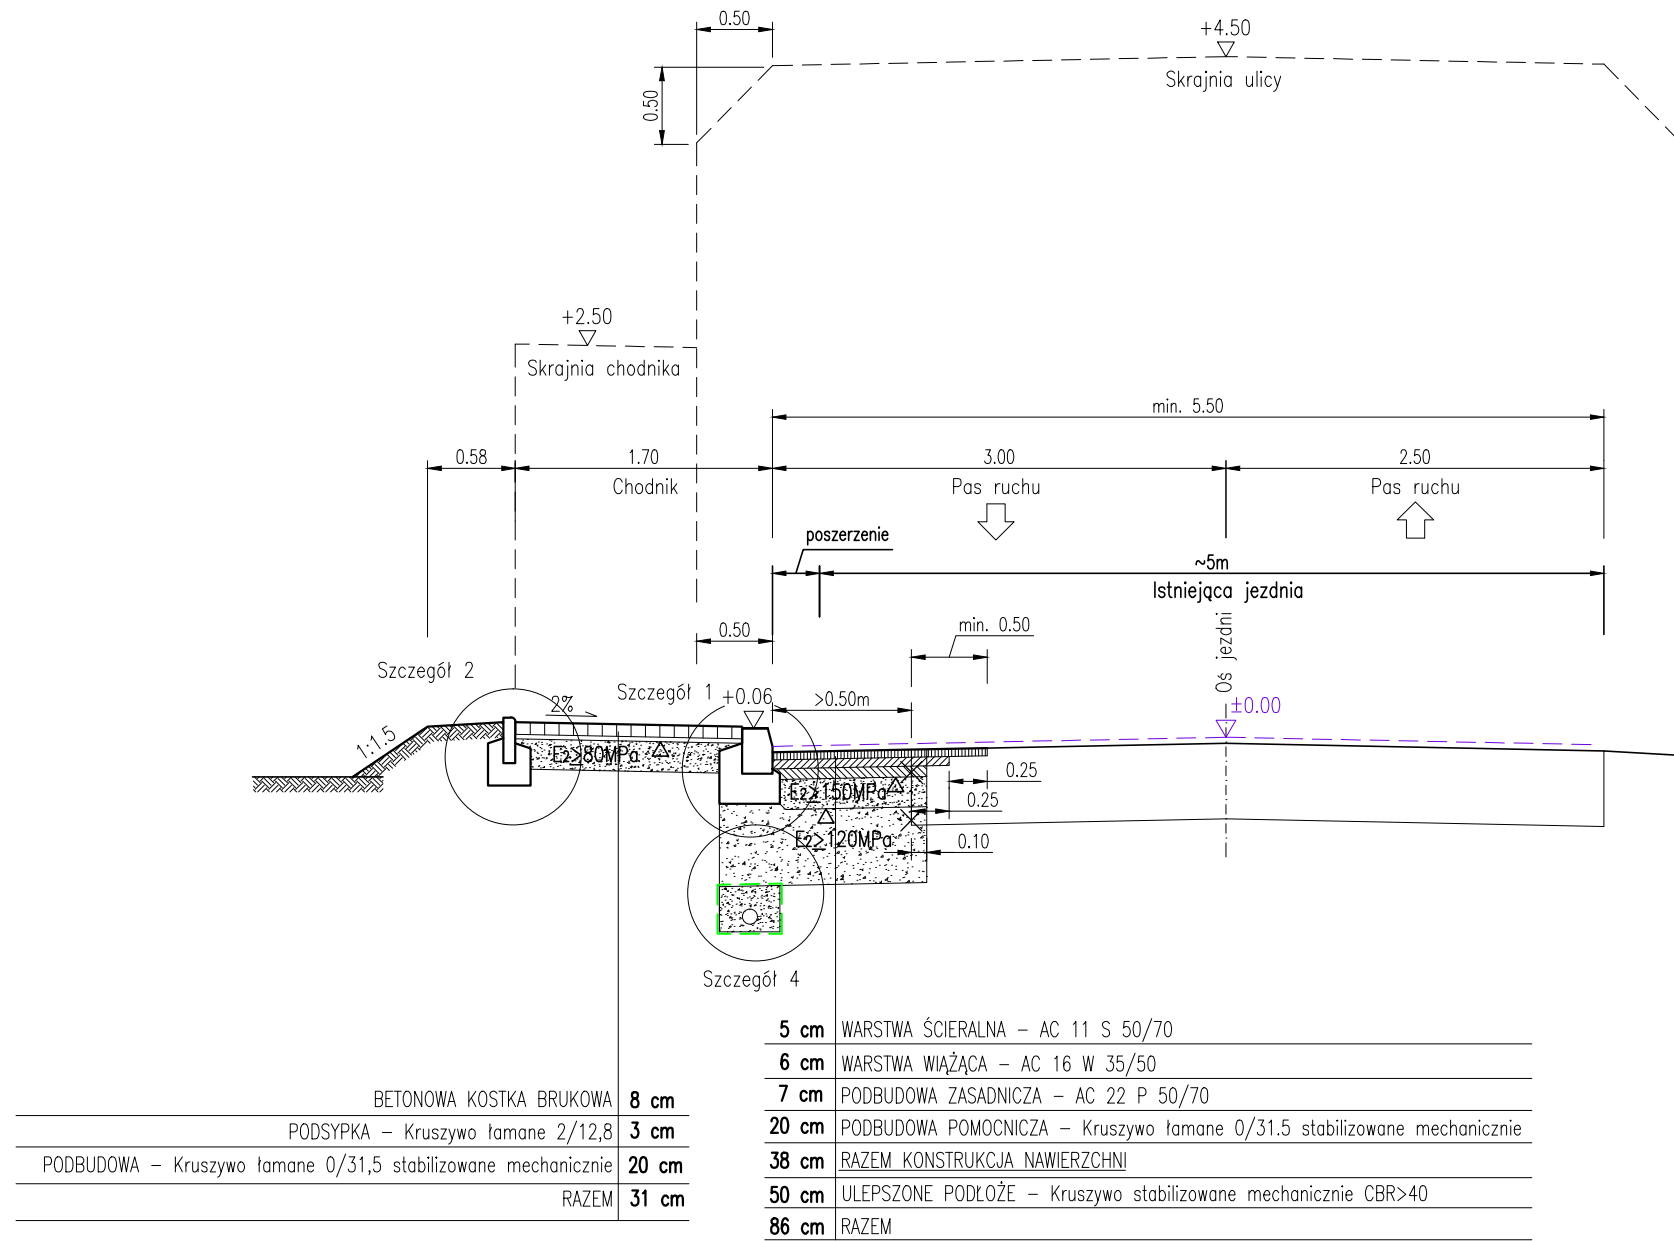 0.50
+4.50
Skrajnia ulicy
0.50
+2.50
Skrajnia chodnika
min. 5.50
0.58
1.70
3.00
2.50
Chodnik
Pas ruchu
Pas ruchu
poszerzenie
~5m
Istniejąca jezdnia
0.50
min. 0.50
Oś jezdni
Szczegół 2
Szczegół 1
+0.06
>0.50m
±0.00
2%
1:1.5
E2≥80MPa
E2≥150MPa
0.25
0.25
E2≥120MPa
0.10
Szczegół 4
5 cm WARSTWA ŚCIERALNA – AC 11 S 50/70
6 cm WARSTWA WIĄŻĄCA – AC 16 W 35/50
7 cm PODBUDOWA ZASADNICZA – AC 22 P 50/70
20 cm PODBUDOWA POMOCNICZA – Kruszywo łamane 0/31.5 stabilizowane mechanicznie
38 cm RAZEM KONSTRUKCJA NAWIERZCHNI
50 cm ULEPSZONE PODŁOŻE – Kruszywo stabilizowane mechanicznie CBR>40
86 cm RAZEM
BETONOWA KOSTKA BRUKOWA 8 cm
PODSYPKA – Kruszywo łamane 2/12,8 3 cm
PODBUDOWA – Kruszywo łamane 0/31,5 stabilizowane mechanicznie 20 cm
RAZEM 31 cm